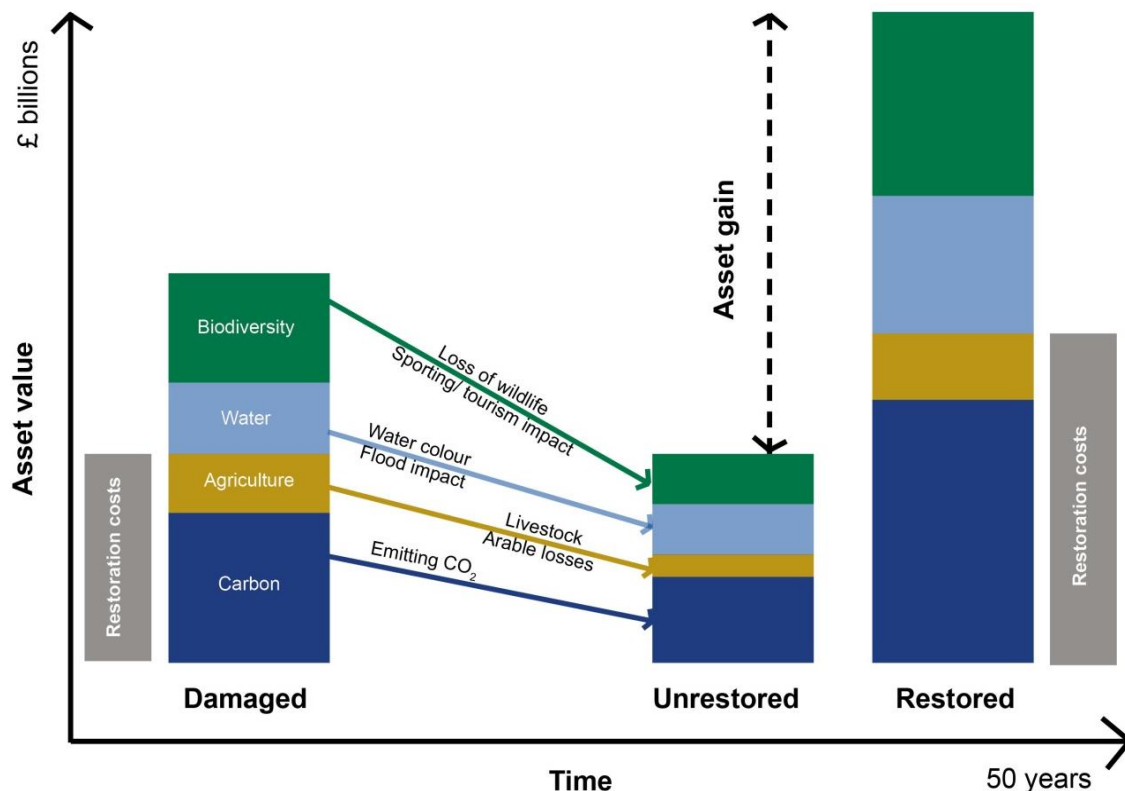 £ billions
Asset value
Restoration costs
Biodiversity
Water
Agriculture
Carbon
Damaged
Loss of wildlife
Sporting/ tourism impact
Water colour
Flood impact
Livestock
Arable losses
Emitting CO₂
Asset gain
Unrestored
Restored
Restoration costs
Time
50 years